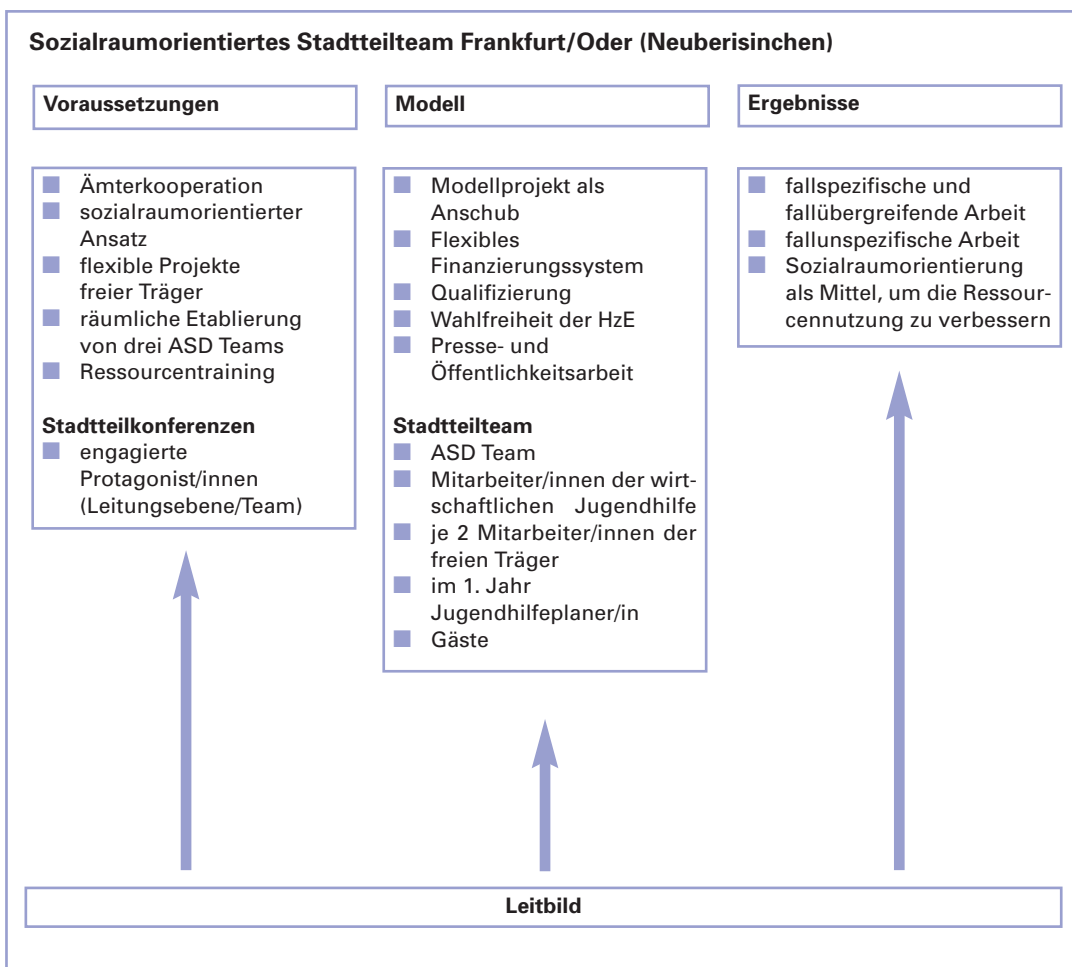 Sozialraumorientiertes Stadtteilteam Frankfurt/Oder (Neuberisinchen)
Voraussetzungen
Ämterkooperation
sozialraumorientierter
Ansatz
flexible Projekte
freier Träger
räumliche Etablierung
von drei ASD Teams
Ressourcentraining
Stadtteilkonferenzen
engagierte
Protagonist/innen
(Leitungsebene/Team)
Modell
Modellprojekt als
Anschub
Flexibles
Finanzierungssystem
Qualifizierung
Wahlfreiheit der HzE
Presse- und
Öffentlichkeitsarbeit
Stadtteilteam
ASD Team
Mitarbeiter/innen der wirt-
schaftlichen Jugendhilfe
je 2 Mitarbeiter/innen der
freien Träger
im 1. Jahr
Jugendhilfeplaner/in
Gäste
Ergebnisse
fallspezifische und
fallübergreifende Arbeit
fallunspezifische Arbeit
Sozialraumorientierung
als Mittel, um die Ressour-
cennutzung zu verbessern
Leitbild